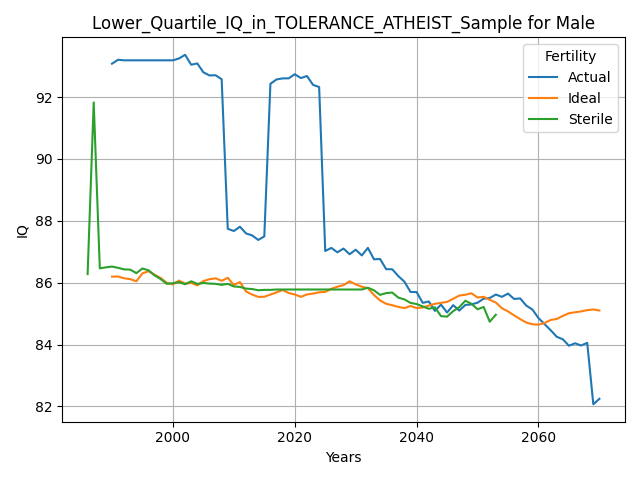 Lower_Quartile_IQ_in_TOLERANCE_ATHEIST_Sample for Male
Fertility
Actual
Ideal
Sterile
IQ
92
90
88
86
84
82
2000
2020
2040
2060
Years